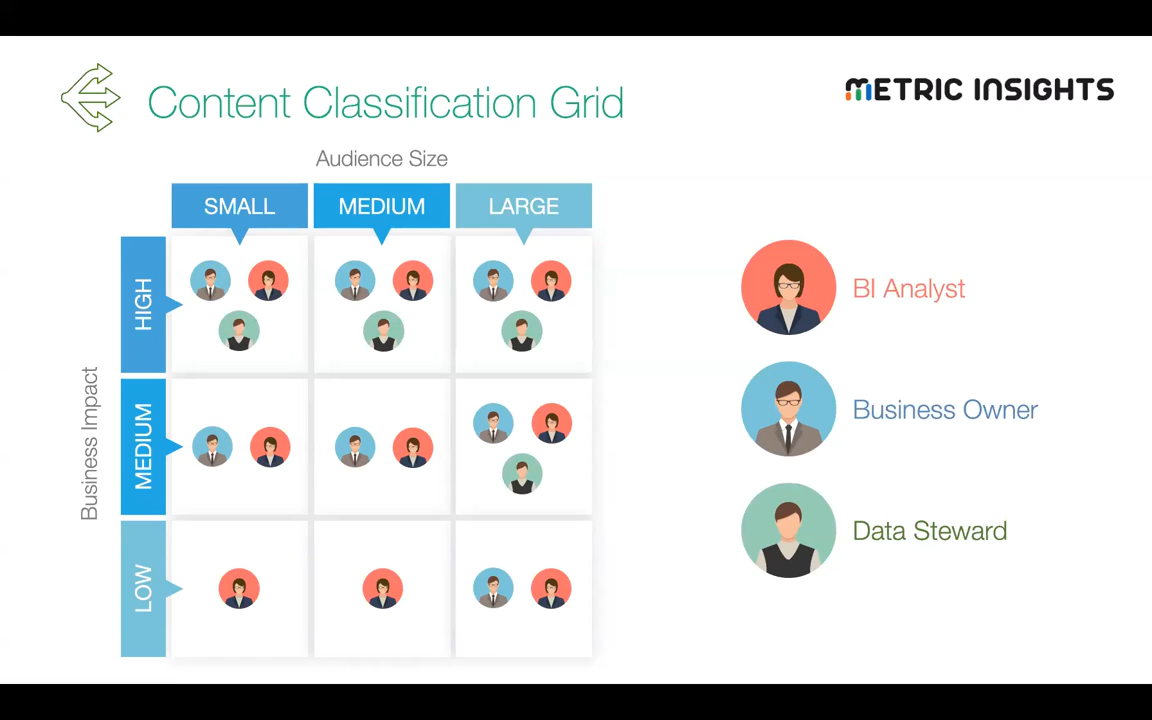 Content Classification Grid
METRIC INSIGHTS
Audience Size
SMALL
MEDIUM
LARGE
Business Impact
HIGH
MEDIUM
LOW
BI Analyst
Business Owner
Data Steward